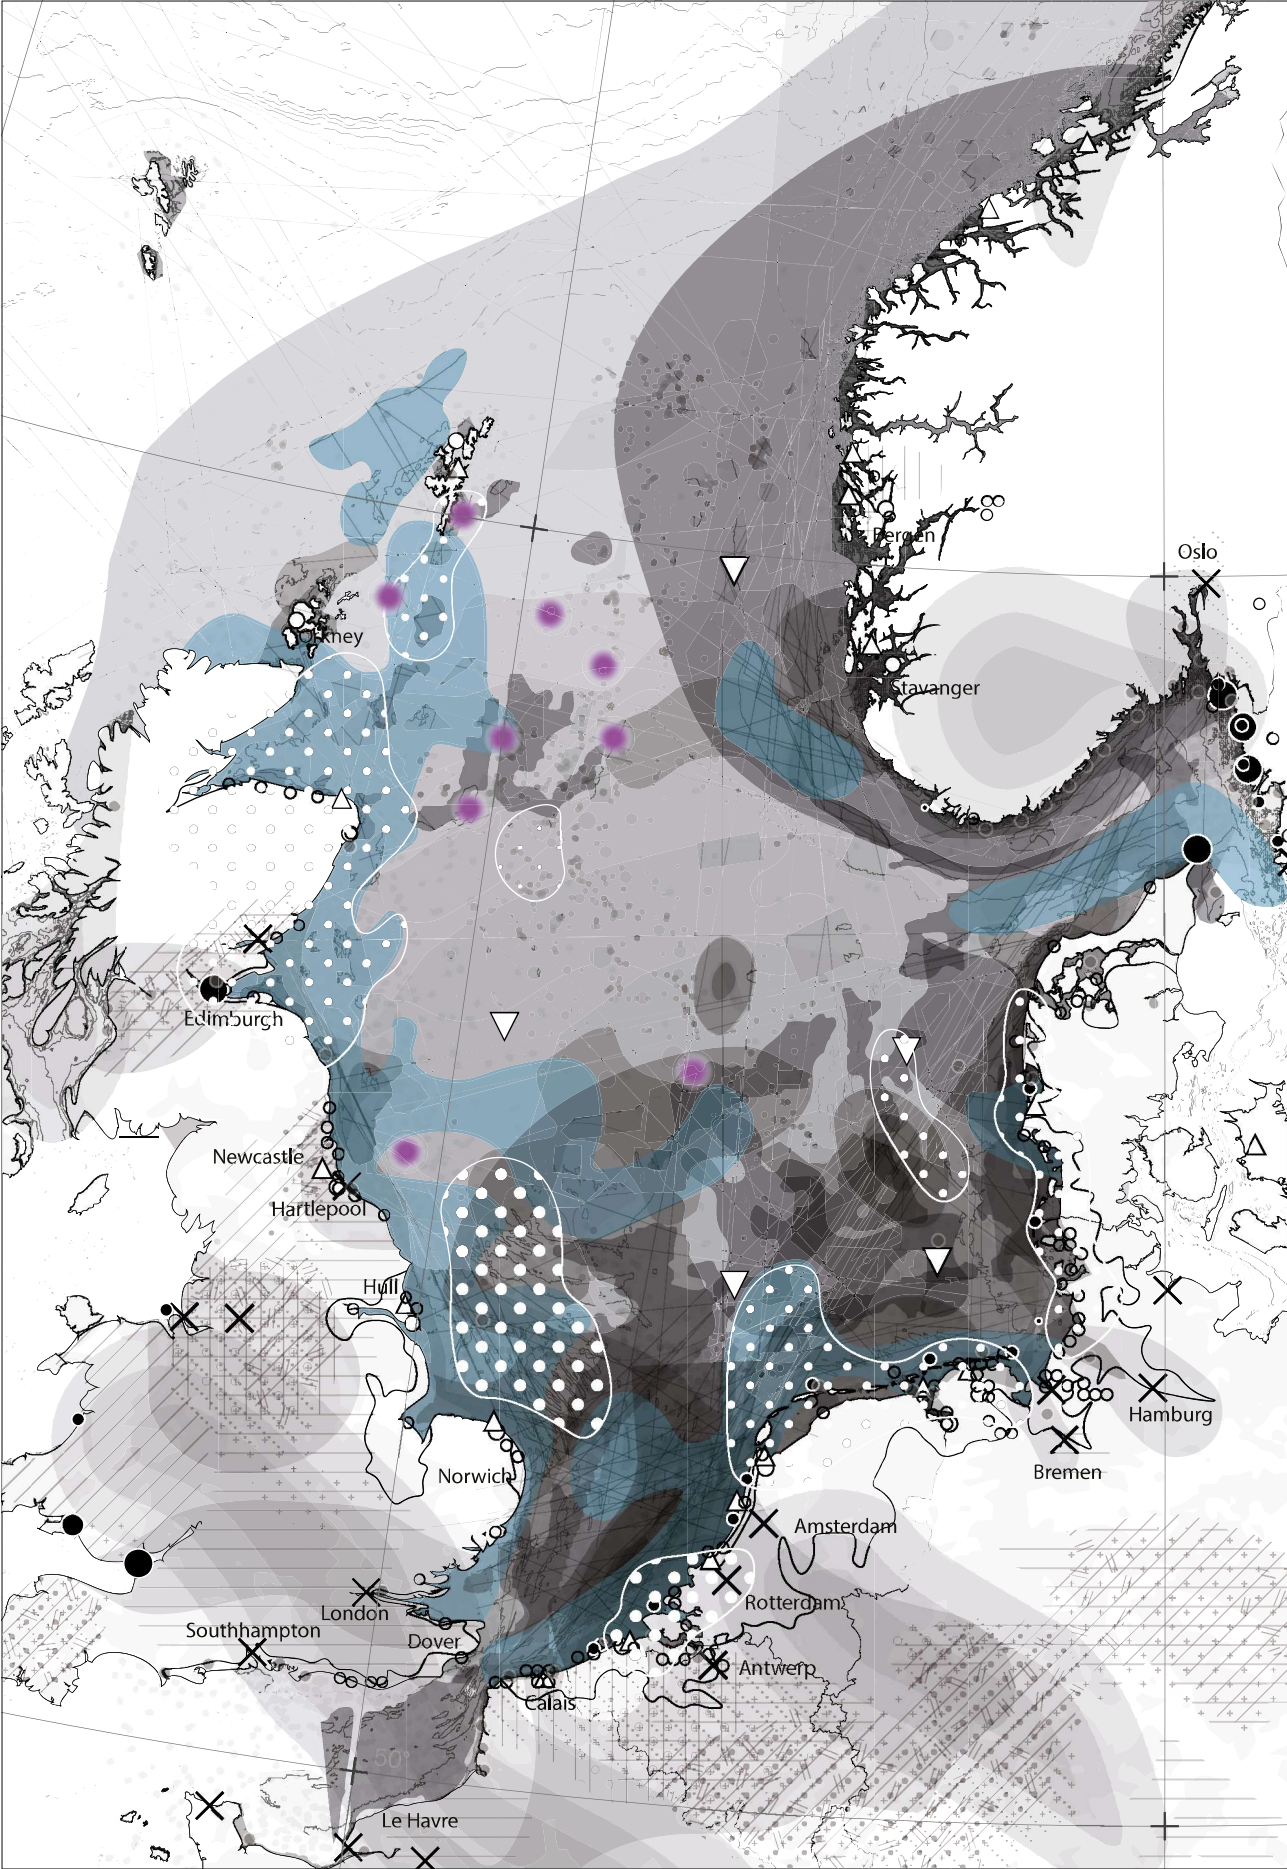 Oslo
Bergen
Orkney
Stavanger
Edimburgh
Newcastle
Hartlepool
Hull
Hamburg
Norwich
Bremen
Amsterdam
London
Rotterdam
Southhampton
Dover
Antwerp
Calais
50°
Le Havre